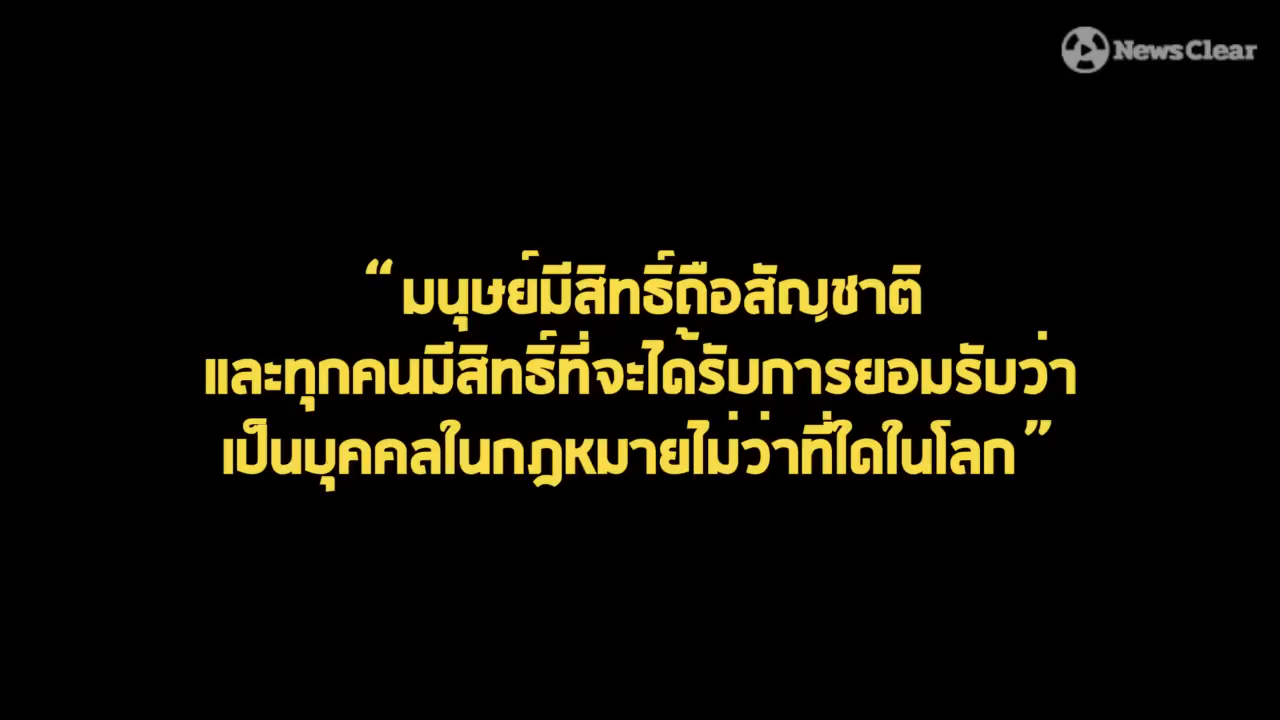 News Clear
“มนุษย์มีสิทธิ์ถือสัญชาติ
และทุกคนมีสิทธิ์ที่จะได้รับการยอมรับว่า
เป็นบุคคลในกฎหมายไม่ว่าที่ใดในโลก”